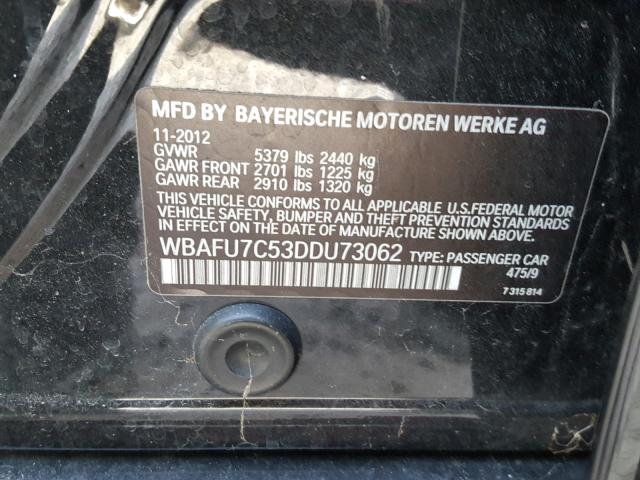 MFD BY BAYERISCHE MOTOREN WERKE AG
11-2012
GVWR 5379 lbs 2440 kg
GAWR FRONT 2701 lbs 1225 kg
GAWR REAR 2910 lbs 1320 kg
THIS VEHICLE CONFORMS TO ALL APPLICABLE U.S.FEDERAL MOTOR
VEHICLE SAFETY, BUMPER AND THEFT PREVENTION STANDARDS
IN EFFECT ON THE DATE OF MANUFACTURE SHOWN ABOVE.
WBAFU7C53DDU73062 TYPE: PASSENGER CAR
475/9
7 315 814